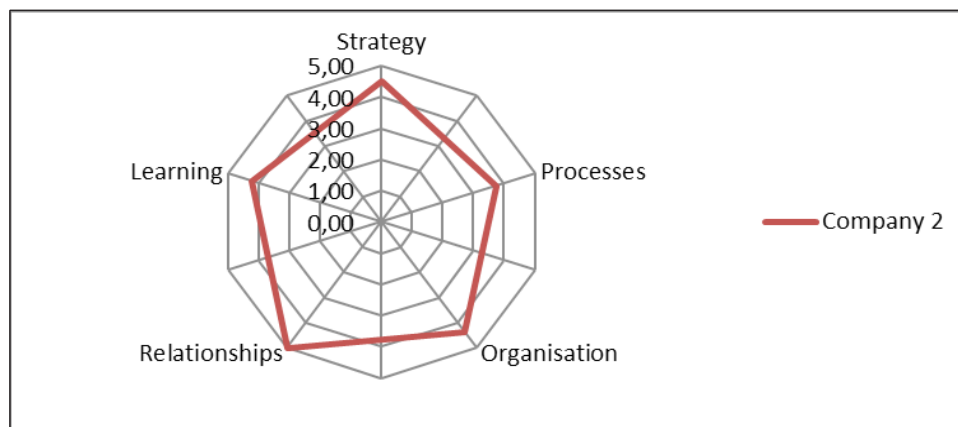 Strategy
5,00
4,00
3,00
2,00
1,00
0,00
Learning
Processes
Relationships
Organisation
Company 2